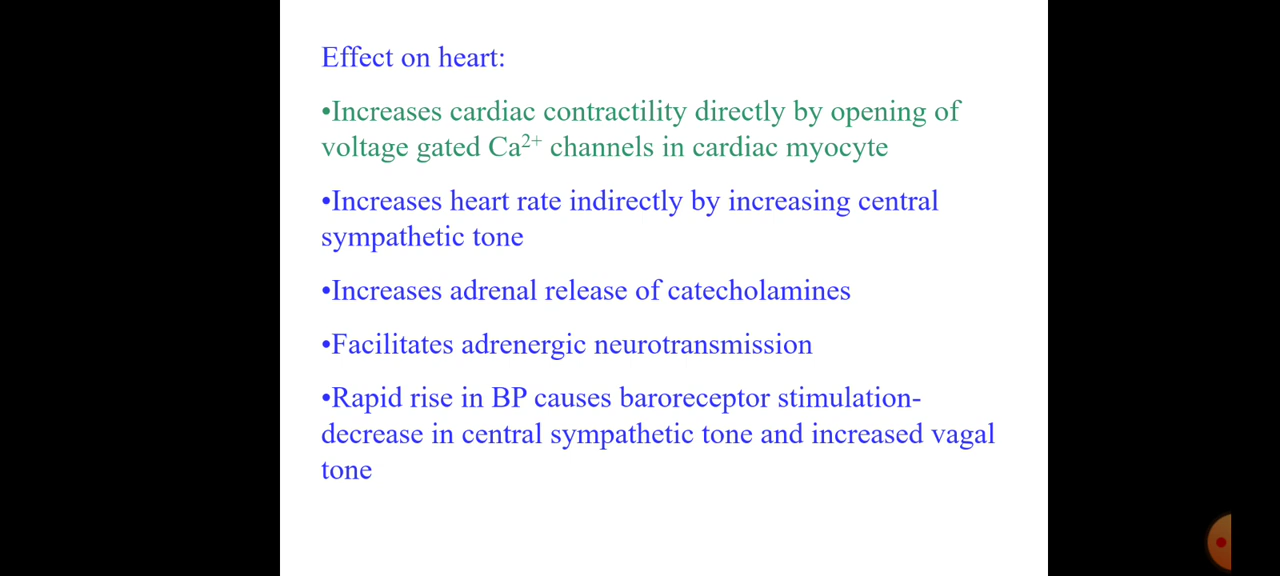 Effect on heart:
•Increases cardiac contractility directly by opening of
voltage gated Ca²⁺ channels in cardiac myocyte
•Increases heart rate indirectly by increasing central
sympathetic tone
•Increases adrenal release of catecholamines
•Facilitates adrenergic neurotransmission
•Rapid rise in BP causes baroreceptor stimulation-
decrease in central sympathetic tone and increased vagal
tone